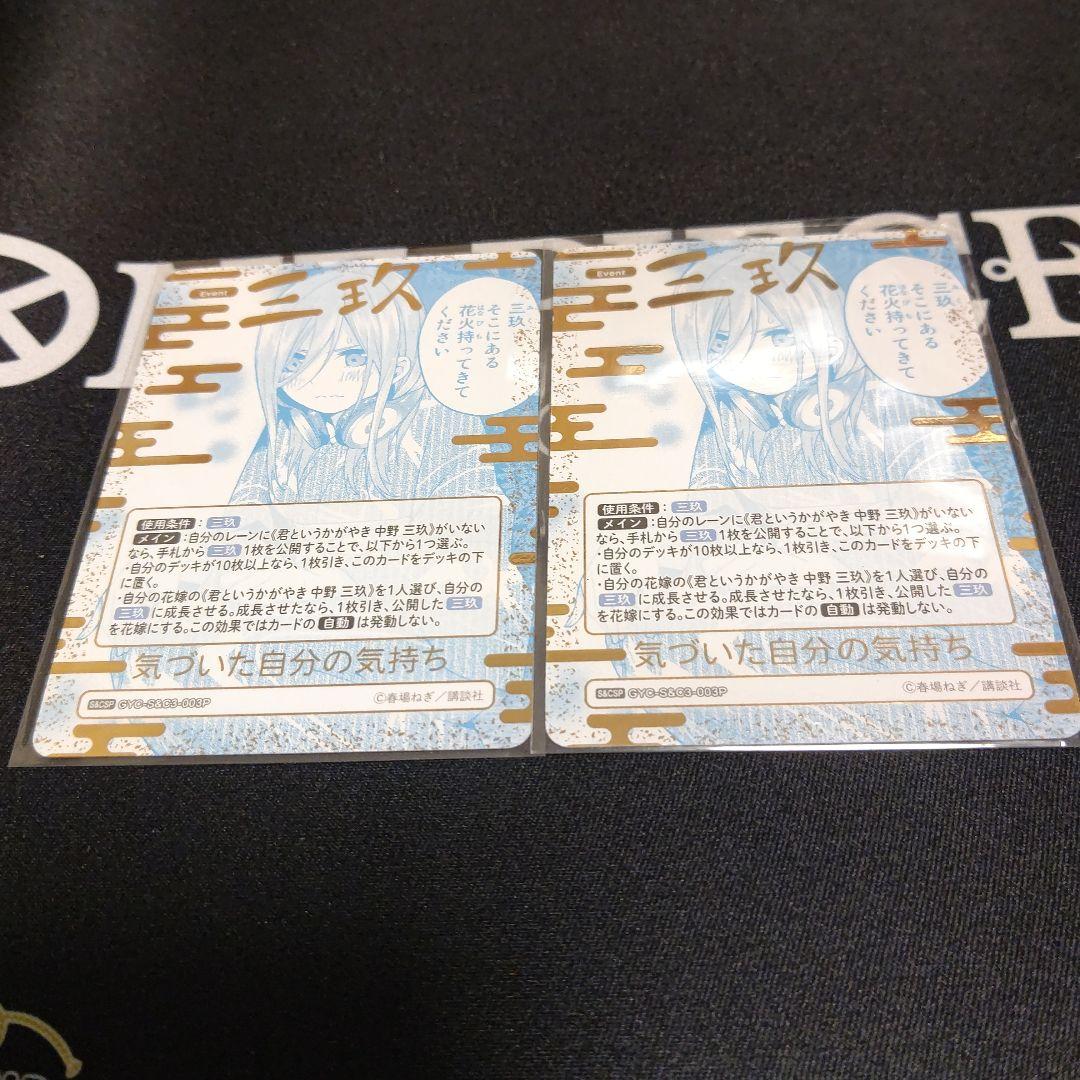 Event
三玖
三玖
そこにある
花火持ってきて
はなび も
ください
使用条件：三玖
メイン：自分のレーンに《君というかがやき 中野 三玖》がいない
なら、手札から 三玖 1枚を公開することで、以下から1つ選ぶ。
・自分のデッキが10枚以上なら、1枚引き、このカードをデッキの下
に置く。
・自分の花嫁の《君というかがやき 中野 三玖》を1人選び、自分の
三玖 に成長させる。成長させたなら、1枚引き、公開した 三玖
を花嫁にする。この効果ではカードの 自動 は発動しない。
気づいた自分の気持ち
S&CSP GYC-S&C3-003P
©春場ねぎ／講談社
Event
三玖
三玖
そこにある
花火持ってきて
はなび も
ください
使用条件：三玖
メイン：自分のレーンに《君というかがやき 中野 三玖》がいない
なら、手札から 三玖 1枚を公開することで、以下から1つ選ぶ。
・自分のデッキが10枚以上なら、1枚引き、このカードをデッキの下
に置く。
・自分の花嫁の《君というかがやき 中野 三玖》を1人選び、自分の
三玖 に成長させる。成長させたなら、1枚引き、公開した 三玖
を花嫁にする。この効果ではカードの 自動 は発動しない。
気づいた自分の気持ち
S&CSP GYC-S&C3-003P
©春場ねぎ／講談社